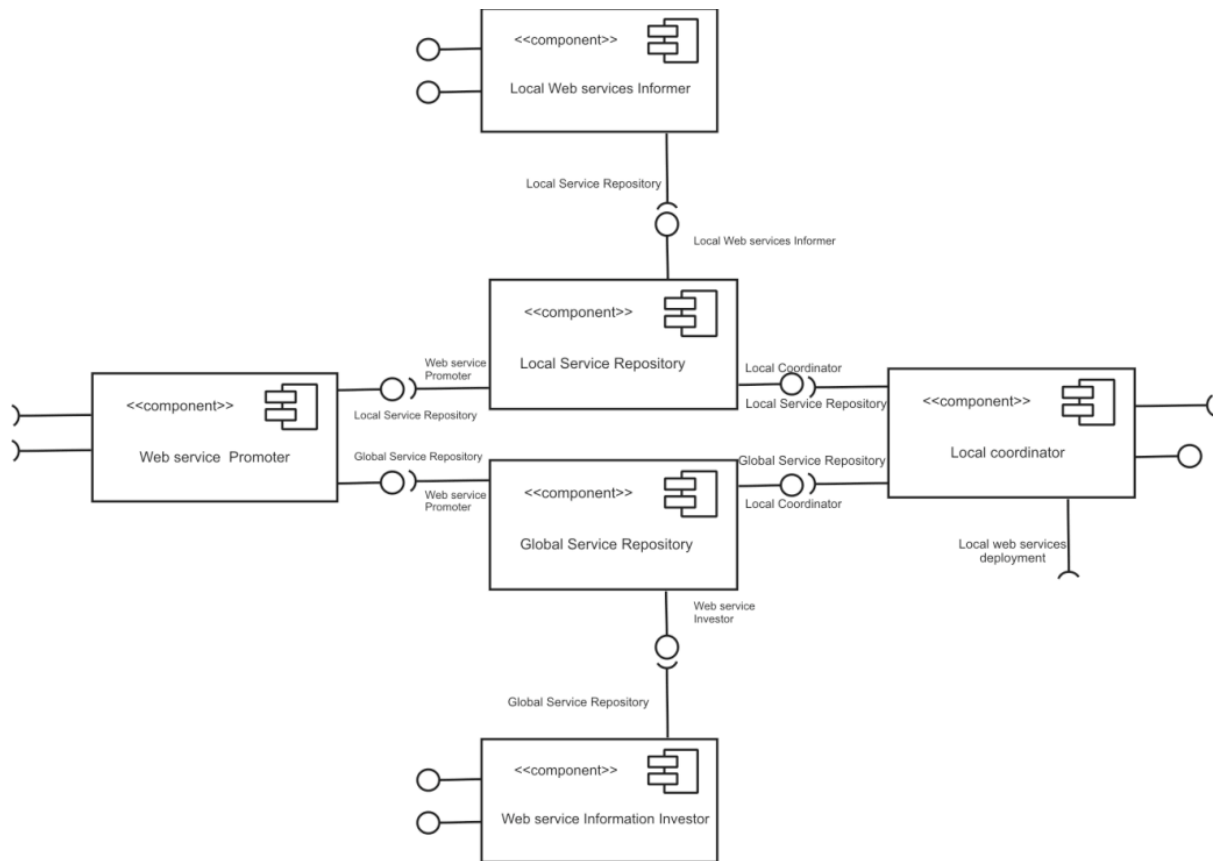 <<component>>
Local Web services Informer
Local Service Repository
Local Web services Informer
<<component>>
Local Service Repository
Web service
Promoter
Local Service Repository
Local Coordinator
Local Service Repository
<<component>>
Web service Promoter
<<component>>
Local coordinator
Global Service Repository
Web service
Promoter
<<component>>
Global Service Repository
Global Service Repository
Local Coordinator
Local web services
deployment
Web service
Investor
Global Service Repository
<<component>>
Web service Information Investor